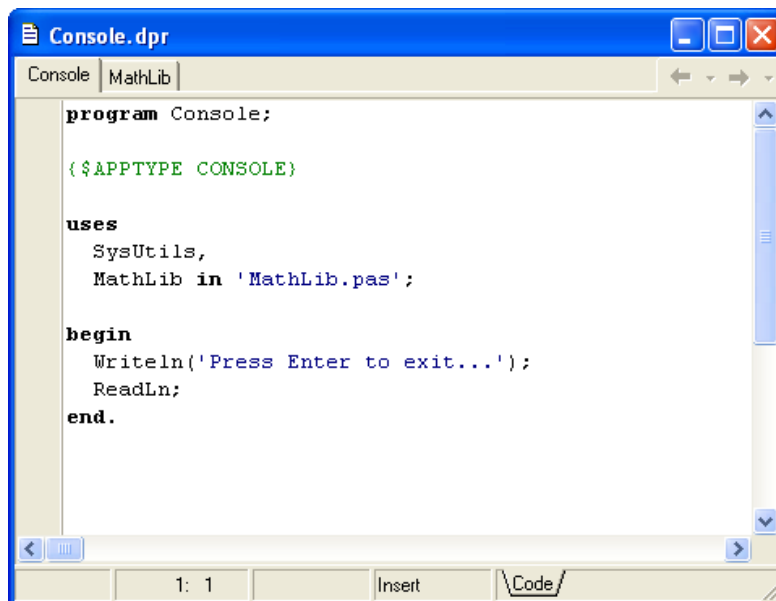 Console.dpr
Console MathLib
program Console;
{$APPTYPE CONSOLE}
uses
SysUtils,
MathLib in 'MathLib.pas';
begin
Writeln('Press Enter to exit...');
ReadLn;
end.
1: 1 Insert \Code/